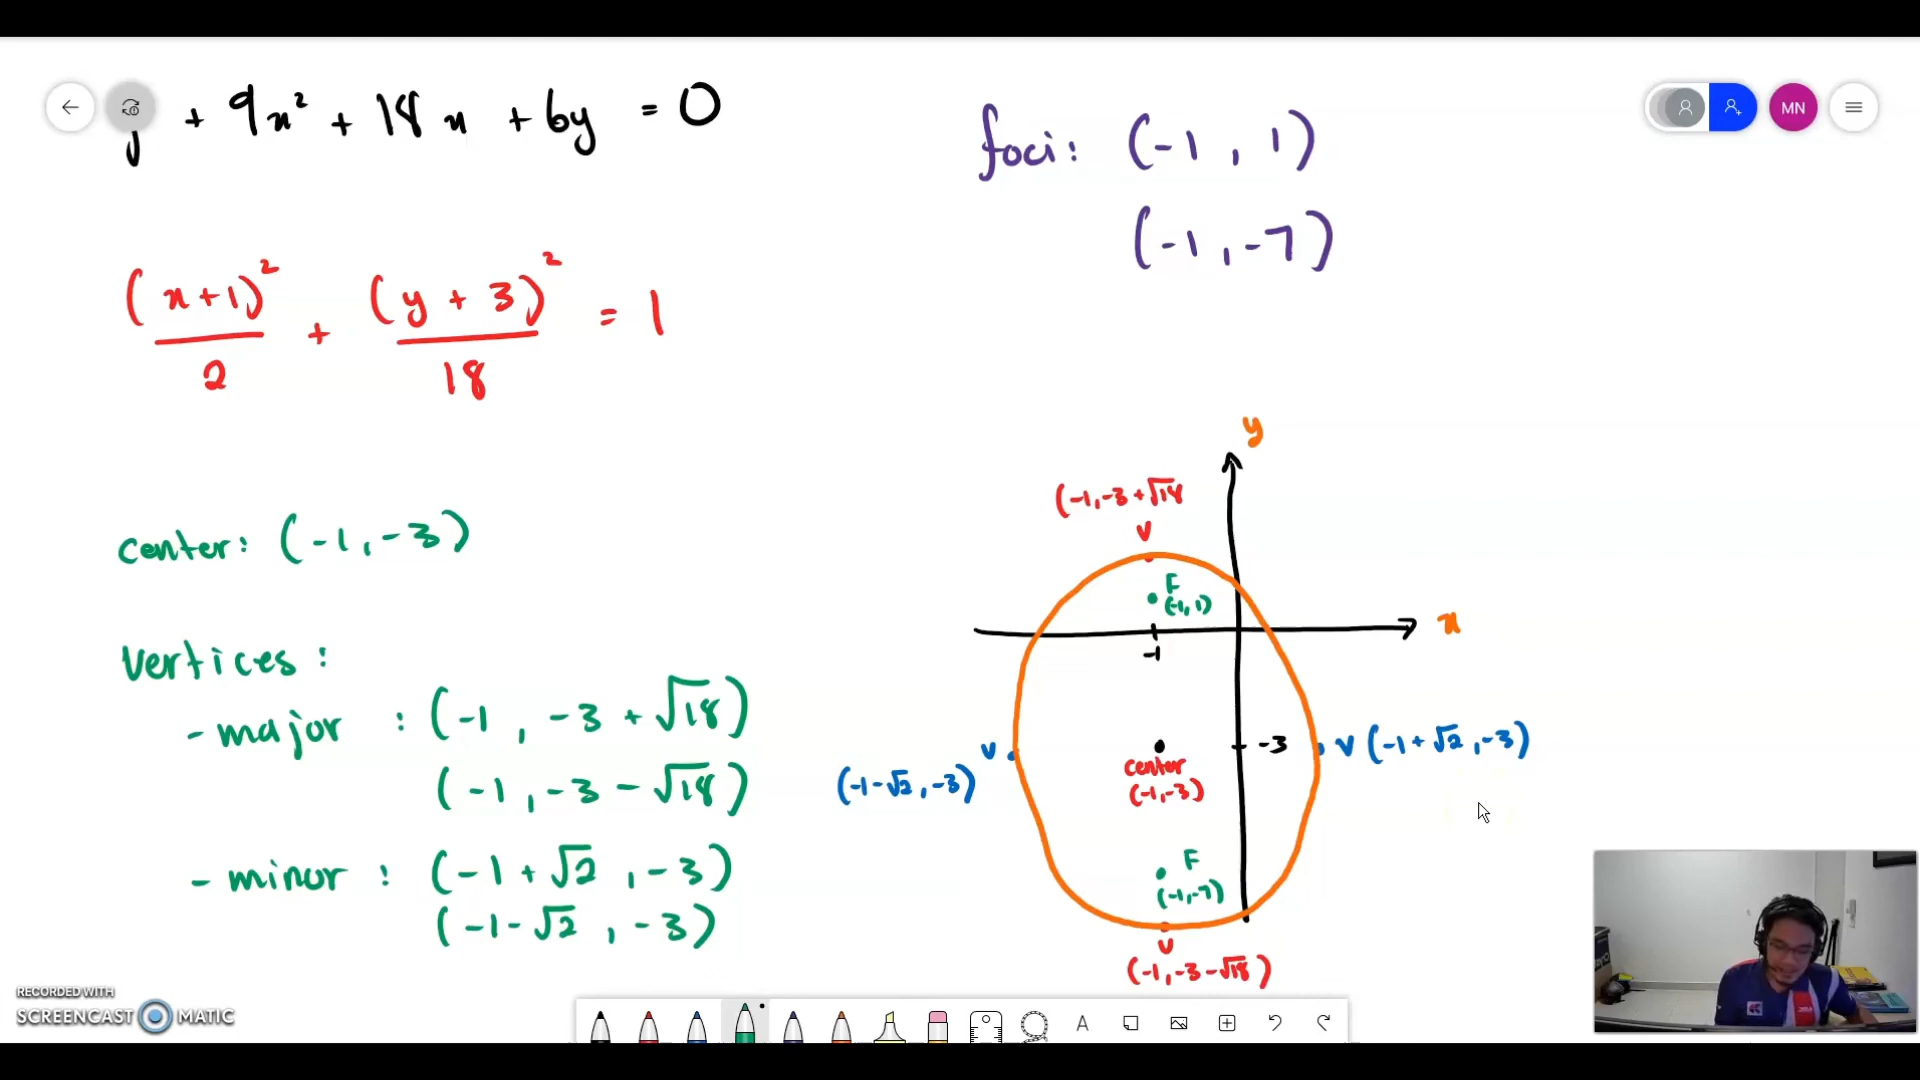 y + 9x² + 18x + 6y = 0
foci: (-1, 1)
(-1, -7)
(x+1)²/2 + (y + 3)²/18 = 1
center: (-1, -3)
vertices:
- major : (-1, -3 + √18)
(-1, -3 - √18)
- minor : (-1 + √2, -3)
(-1 - √2, -3)
y
(-1, -3 + √18
V
F
(-1, 1)
x
-1
-3
V
(-1-√2, -3)
V (-1+√2, -3)
center
(-1, -3)
F
(-1, -7)
V
(-1, -3-√18)
MN
RECORDED WITH
SCREENCAST MATIC
A